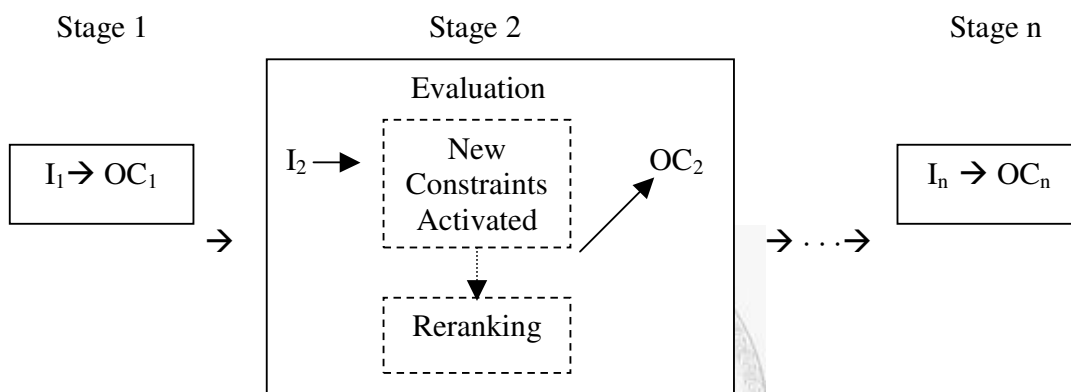 Stage 1 Stage 2 Stage n
Evaluation
I₁ → OC₁
I₂ → New OC₂
Constraints
Activated
Iₙ → OCₙ
→ → . . . →
Reranking